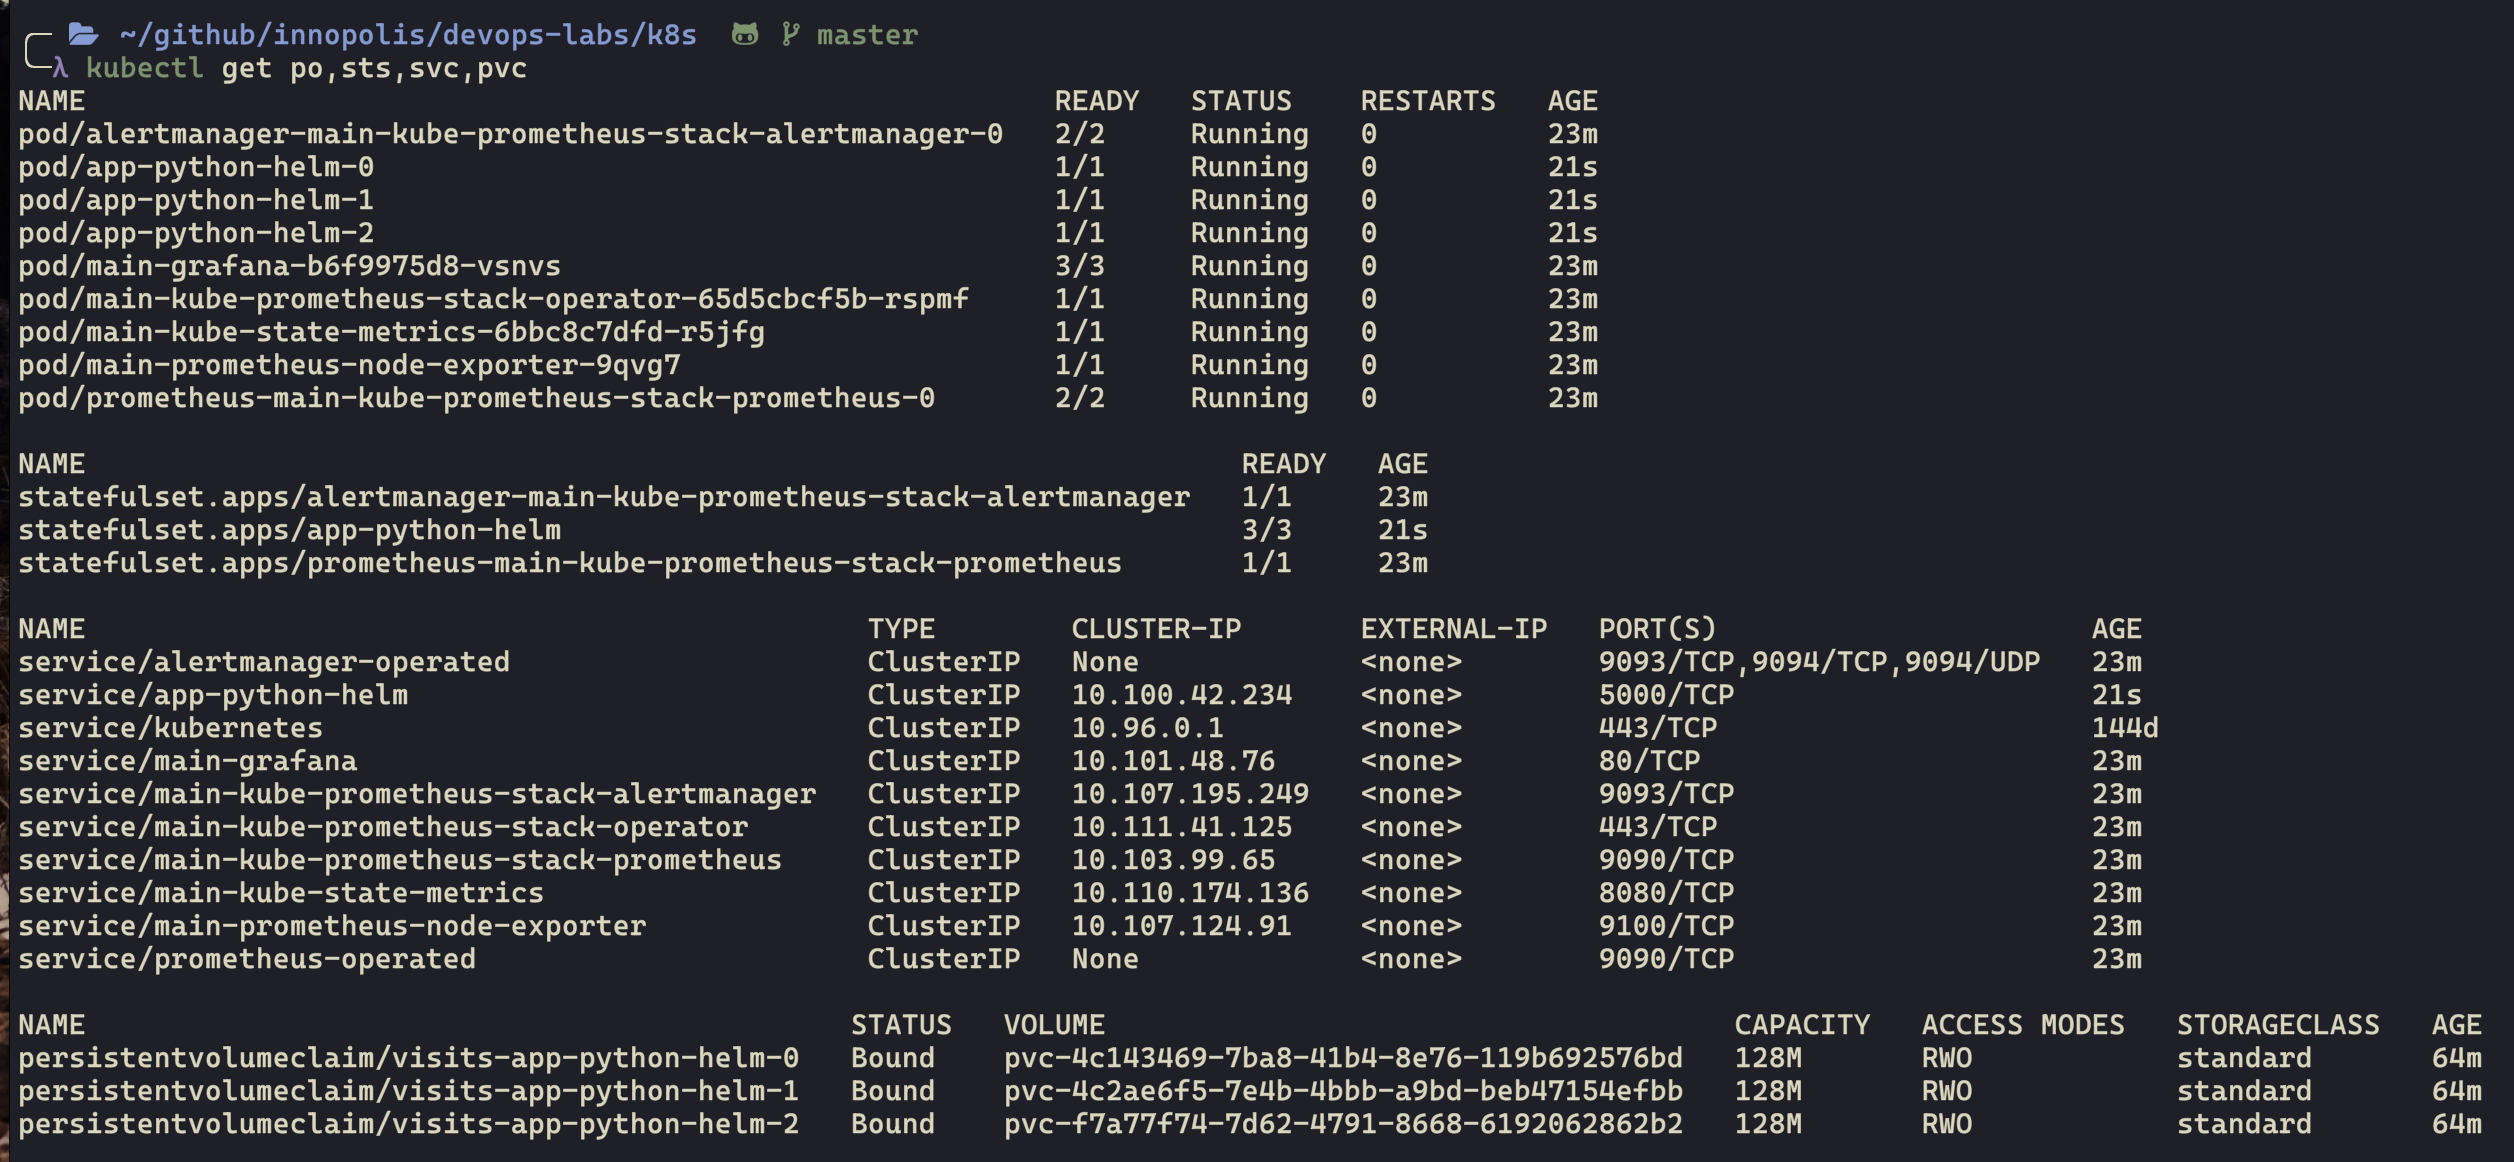 ~/github/innopolis/devops-labs/k8s master
λ kubectl get po,sts,svc,pvc
NAME READY STATUS RESTARTS AGE
pod/alertmanager-main-kube-prometheus-stack-alertmanager-0 2/2 Running 0 23m
pod/app-python-helm-0 1/1 Running 0 21s
pod/app-python-helm-1 1/1 Running 0 21s
pod/app-python-helm-2 1/1 Running 0 21s
pod/main-grafana-b6f9975d8-vsnvs 3/3 Running 0 23m
pod/main-kube-prometheus-stack-operator-65d5cbcf5b-rspmf 1/1 Running 0 23m
pod/main-kube-state-metrics-6bbc8c7dfd-r5jfg 1/1 Running 0 23m
pod/main-prometheus-node-exporter-9qvg7 1/1 Running 0 23m
pod/prometheus-main-kube-prometheus-stack-prometheus-0 2/2 Running 0 23m
NAME READY AGE
statefulset.apps/alertmanager-main-kube-prometheus-stack-alertmanager 1/1 23m
statefulset.apps/app-python-helm 3/3 21s
statefulset.apps/prometheus-main-kube-prometheus-stack-prometheus 1/1 23m
NAME TYPE CLUSTER-IP EXTERNAL-IP PORT(S) AGE
service/alertmanager-operated ClusterIP None <none> 9093/TCP,9094/TCP,9094/UDP 23m
service/app-python-helm ClusterIP 10.100.42.234 <none> 5000/TCP 21s
service/kubernetes ClusterIP 10.96.0.1 <none> 443/TCP 144d
service/main-grafana ClusterIP 10.101.48.76 <none> 80/TCP 23m
service/main-kube-prometheus-stack-alertmanager ClusterIP 10.107.195.249 <none> 9093/TCP 23m
service/main-kube-prometheus-stack-operator ClusterIP 10.111.41.125 <none> 443/TCP 23m
service/main-kube-prometheus-stack-prometheus ClusterIP 10.103.99.65 <none> 9090/TCP 23m
service/main-kube-state-metrics ClusterIP 10.110.174.136 <none> 8080/TCP 23m
service/main-prometheus-node-exporter ClusterIP 10.107.124.91 <none> 9100/TCP 23m
service/prometheus-operated ClusterIP None <none> 9090/TCP 23m
NAME STATUS VOLUME CAPACITY ACCESS MODES STORAGECLASS AGE
persistentvolumeclaim/visits-app-python-helm-0 Bound pvc-4c143469-7ba8-41b4-8e76-119b692576bd 128M RWO standard 64m
persistentvolumeclaim/visits-app-python-helm-1 Bound pvc-4c2ae6f5-7e4b-4bbb-a9bd-beb47154efbb 128M RWO standard 64m
persistentvolumeclaim/visits-app-python-helm-2 Bound pvc-f7a77f74-7d62-4791-8668-6192062862b2 128M RWO standard 64m